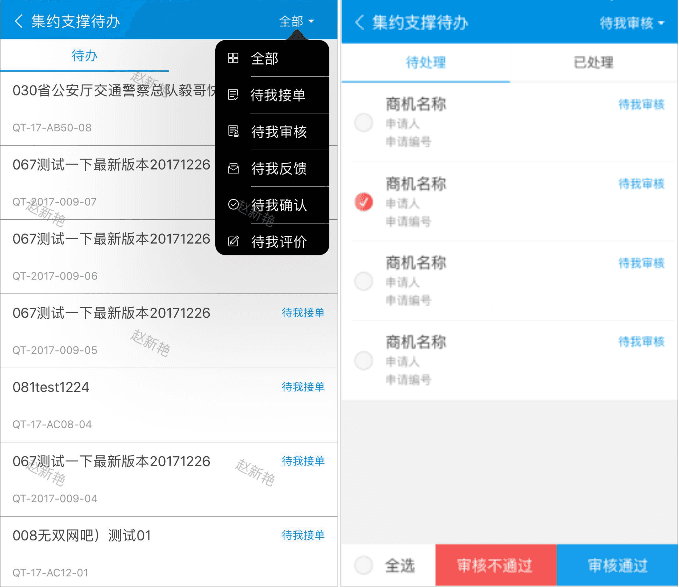 集约支撑待办
全部
待办
030省公安厅交通警察总队毅哥快
QT-17-AB50-08
067测试一下最新版本20171226
QT-2017-009-07
067测试一下最新版本20171226
QT-2017-009-06
067测试一下最新版本20171226
待我接单
QT-2017-009-05
081test1224
待我接单
QT-17-AC08-04
067测试一下最新版本20171226
待我接单
QT-2017-009-04
008无双网吧）测试01
待我接单
QT-17-AC12-01
全部
待我接单
待我审核
待我反馈
待我确认
待我评价
赵新艳
赵新艳
赵新艳
赵新艳
赵新艳
赵新艳
集约支撑待办
待我审核
待处理
已处理
商机名称
待我审核
申请人
申请编号
商机名称
待我审核
申请人
申请编号
商机名称
待我审核
申请人
申请编号
商机名称
待我审核
申请人
申请编号
全选
审核不通过
审核通过